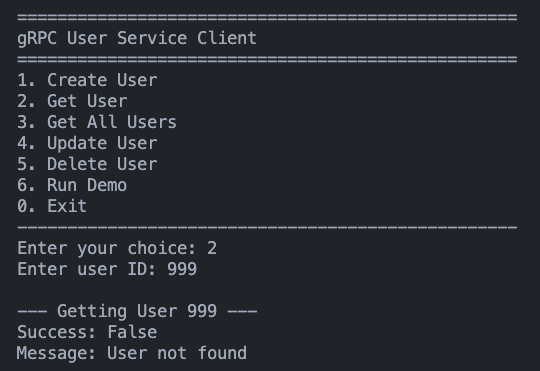 ==================================================
gRPC User Service Client
==================================================
1. Create User
2. Get User
3. Get All Users
4. Update User
5. Delete User
6. Run Demo
0. Exit
--------------------------------------------------
Enter your choice: 2
Enter user ID: 999
--- Getting User 999 ---
Success: False
Message: User not found